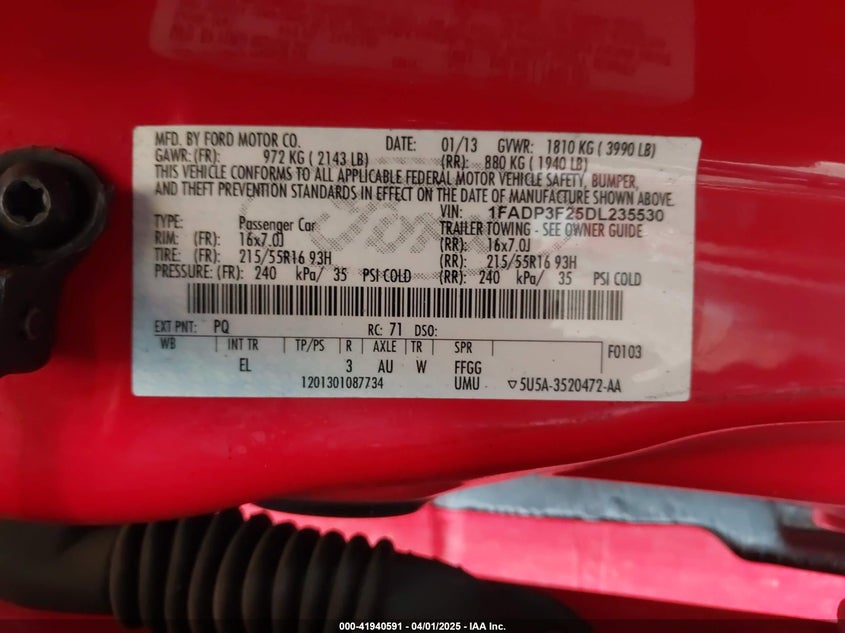 MFD. BY FORD MOTOR CO. DATE: 01/13 GVWR: 1810 KG ( 3990 LB)
GAWR: (FR): 972 KG ( 2143 LB) (RR): 880 KG ( 1940 LB)
THIS VEHICLE CONFORMS TO ALL APPLICABLE FEDERAL MOTOR VEHICLE SAFETY, BUMPER,
AND THEFT PREVENTION STANDARDS IN EFFECT ON THE DATE OF MANUFACTURE SHOWN ABOVE.
VIN: 1FADP3F25DL235530
TYPE: Passenger Car TRAILER TOWING - SEE OWNER GUIDE
RIM: (FR): 16x7.0J (RR): 16x7.0J
TIRE: (FR): 215/55R16 93H (RR): 215/55R16 93H
PRESSURE: (FR): 240 kPa/ 35 PSI COLD (RR): 240 kPa/ 35 PSI COLD
EXT PNT: PQ RC: 71 DSO:
WB INT TR TP/PS R AXLE TR SPR F0103
EL 3 AU W FFGG
1201301087734 UMU ▽5U5A-3520472-AA
Ford
000-41940591 - 04/01/2025 - IAA Inc.